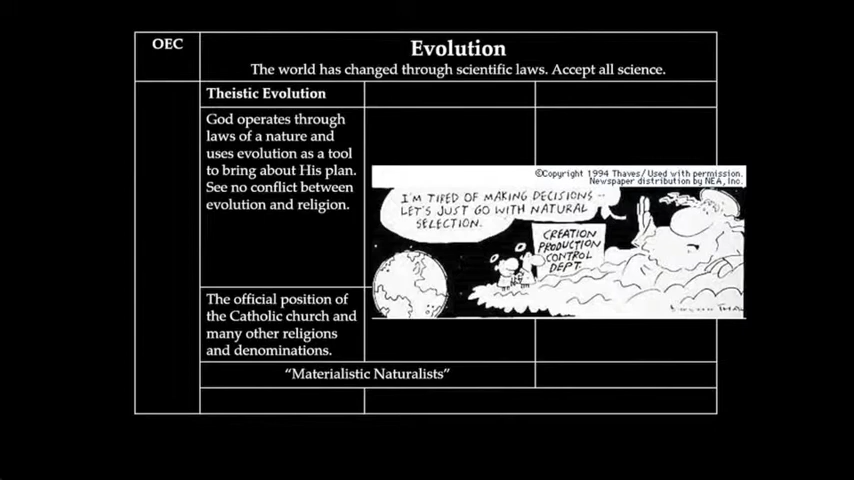 OEC
Evolution
The world has changed through scientific laws. Accept all science.
Theistic Evolution
God operates through
laws of a nature and
uses evolution as a tool
to bring about His plan.
See no conflict between
evolution and religion.
©Copyright 1994 Thaves/Used with permission.
Newspaper distribution by NEA, Inc.
I'M TIRED OF MAKING DECISIONS--
LET'S JUST GO WITH NATURAL
SELECTION.
CREATION
PRODUCTION
CONTROL
DEPT.
The official position of
the Catholic church and
many other religions
and denominations.
"Materialistic Naturalists"